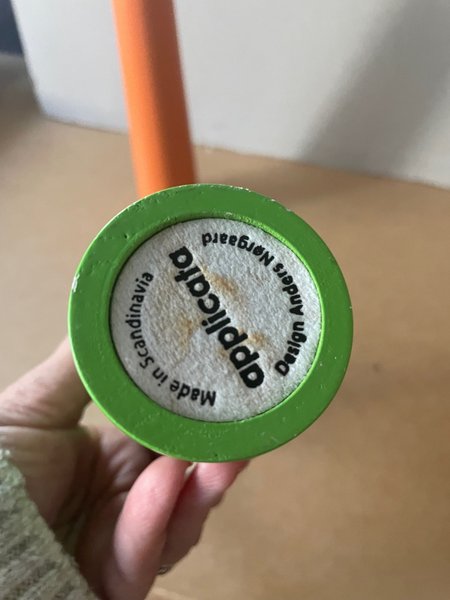 applicata
Design Anders Nørgaard
Made in Scandinavia